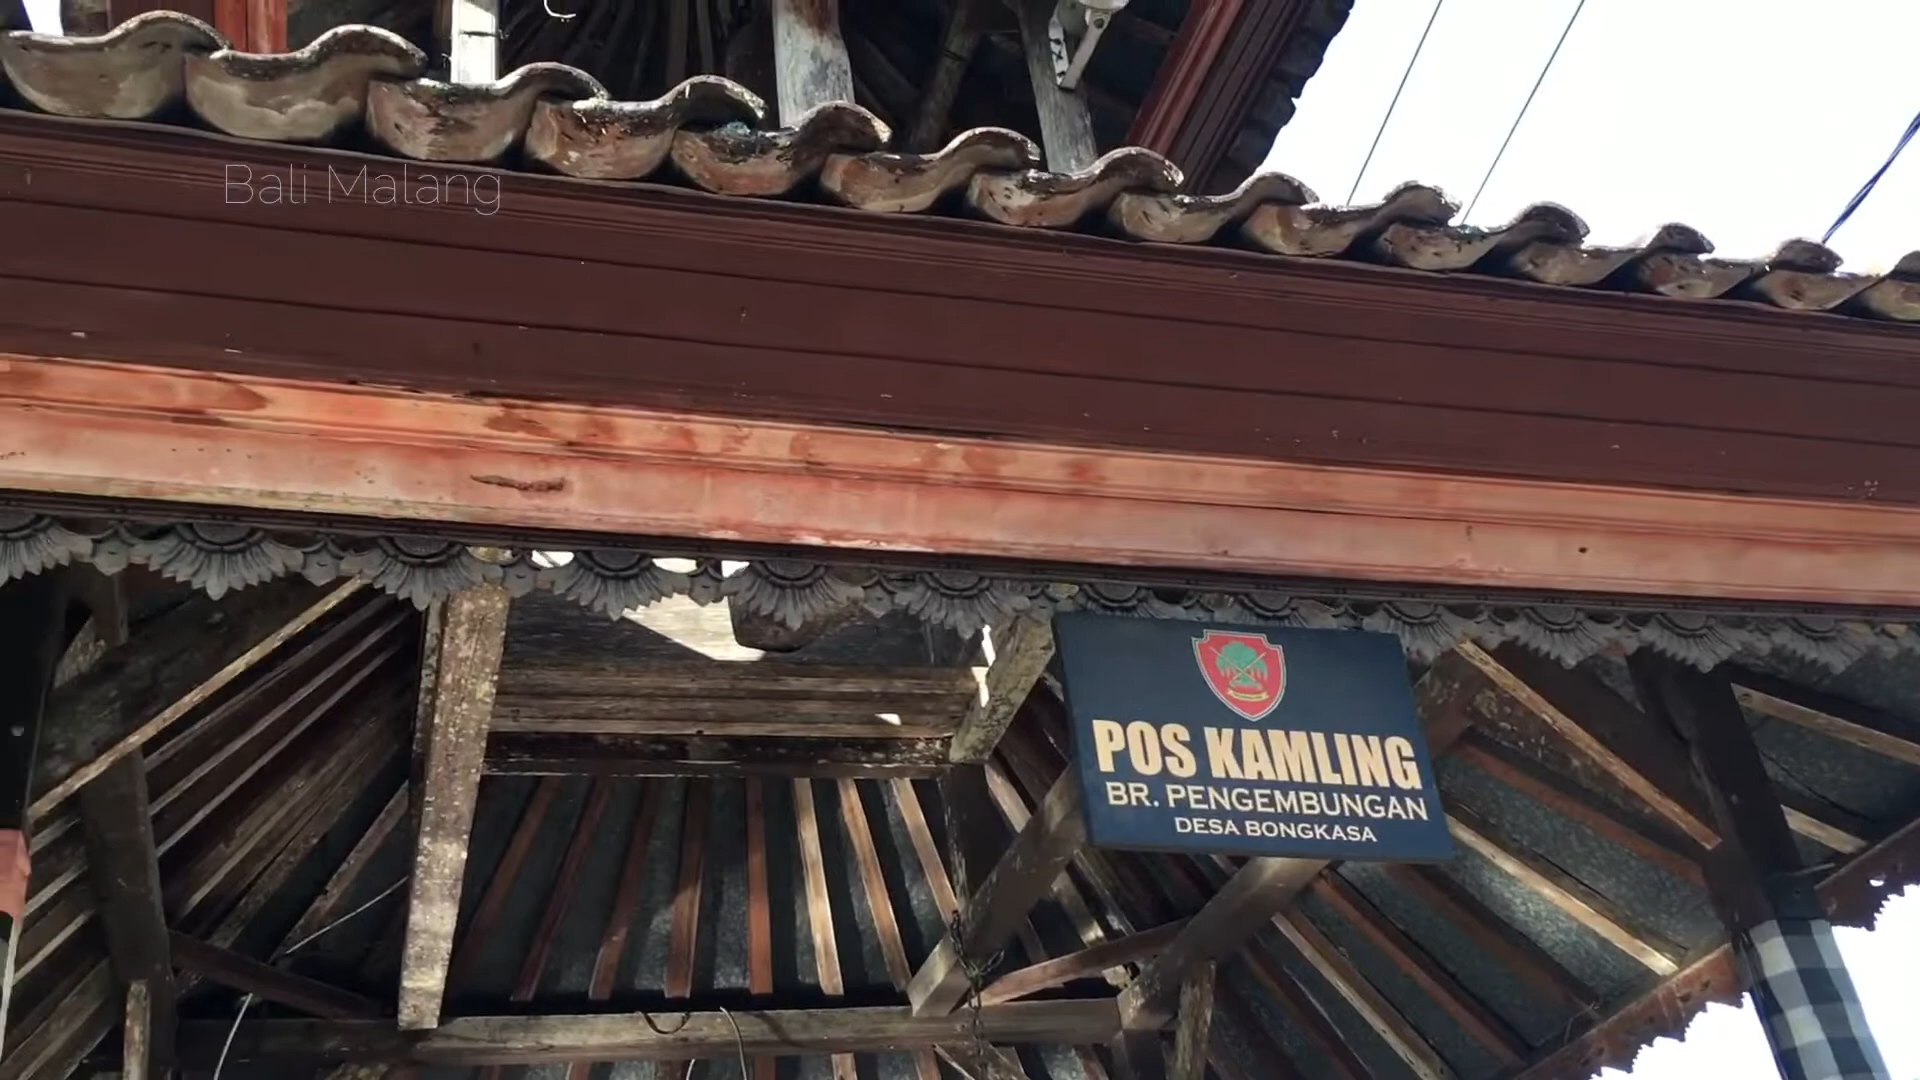 Bali Malang
POS KAMLING
BR. PENGEMBUNGAN
DESA BONGKASA